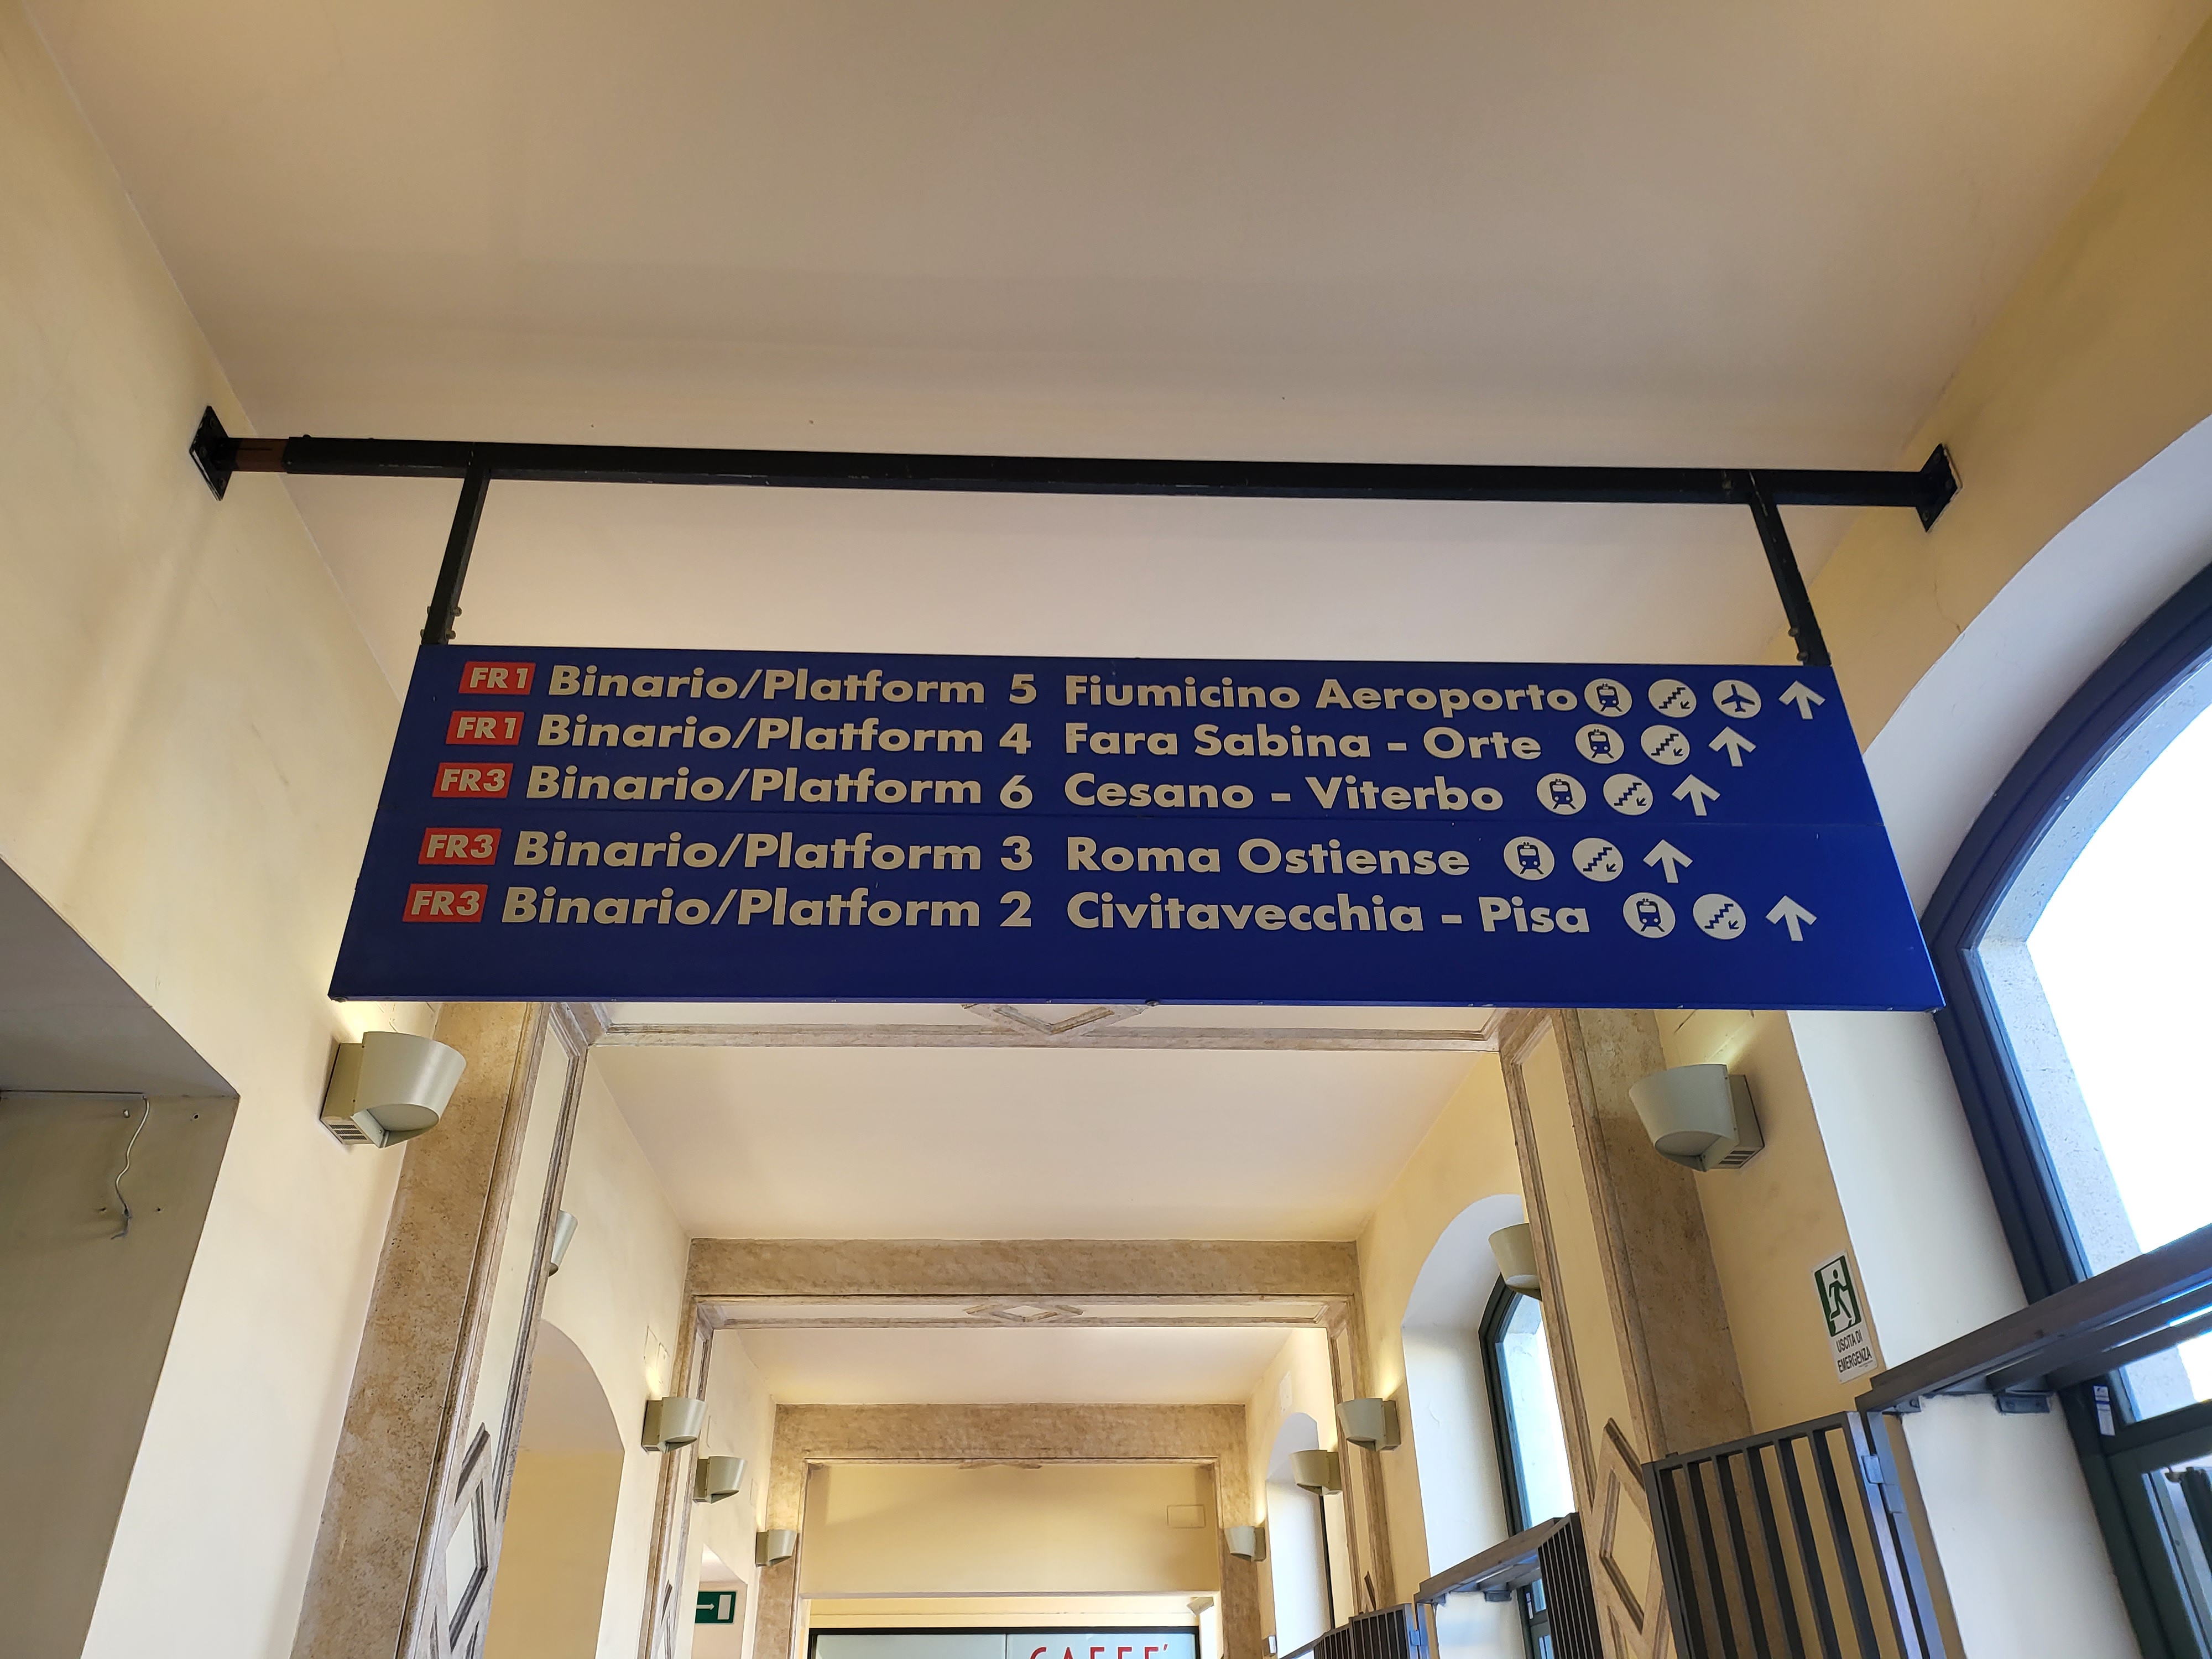 FR1 Binario/Platform 5 Fiumicino Aeroporto
FR1 Binario/Platform 4 Fara Sabina - Orte
FR3 Binario/Platform 6 Cesano - Viterbo
FR3 Binario/Platform 3 Roma Ostiense
FR3 Binario/Platform 2 Civitavecchia - Pisa
USCITA DI
EMERGENZA
CAFFE'